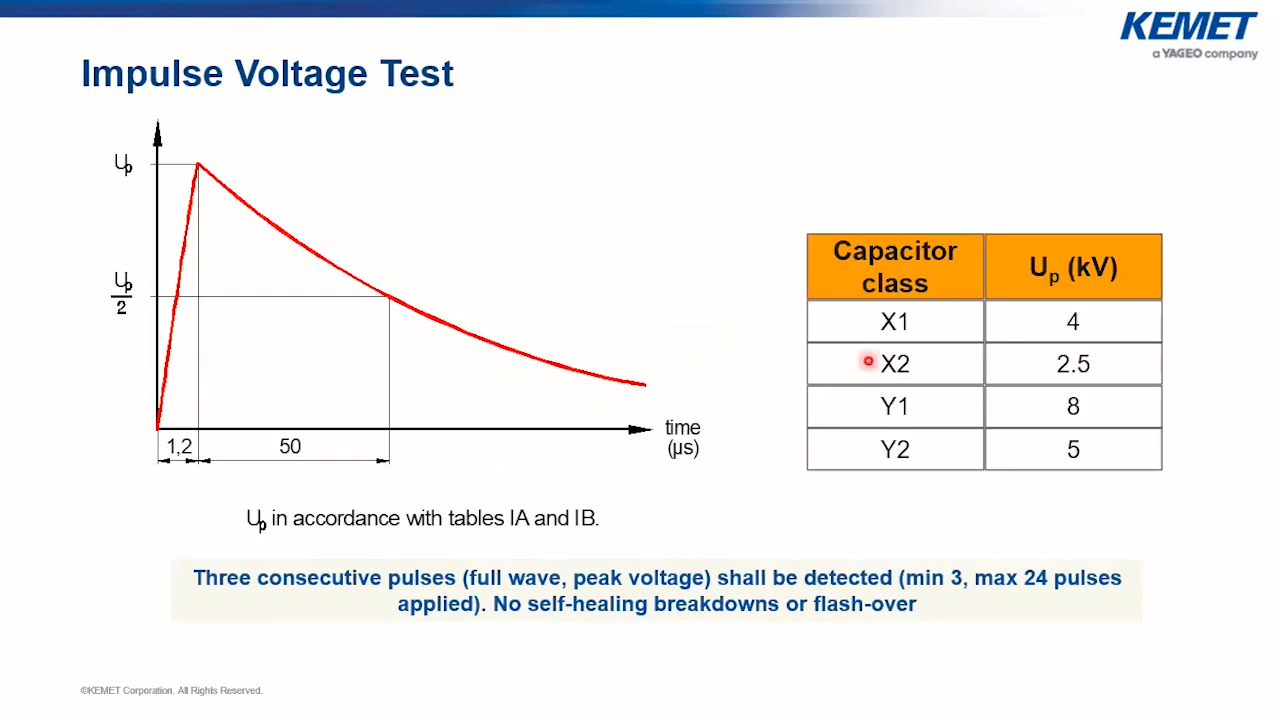 KEMET
a YAGEO company
Impulse Voltage Test
Up
Up
2
time
(µs)
1,2
50
Up in accordance with tables IA and IB.
Capacitor class Up (kV)
X1 4
X2 2.5
Y1 8
Y2 5
Three consecutive pulses (full wave, peak voltage) shall be detected (min 3, max 24 pulses
applied). No self-healing breakdowns or flash-over
©KEMET Corporation. All Rights Reserved.